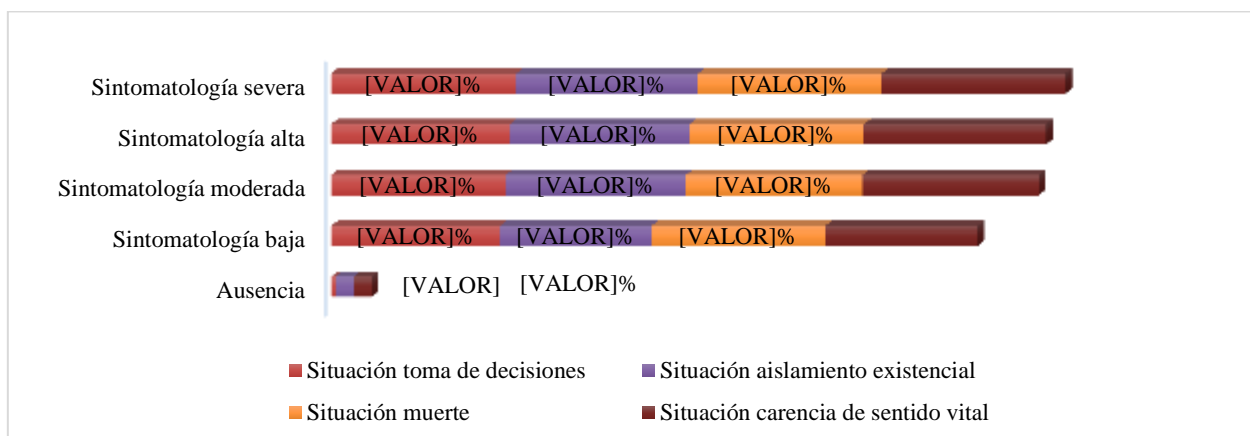 Sintomatología severa [VALOR]% [VALOR]% [VALOR]%
Sintomatología alta [VALOR]% [VALOR]% [VALOR]%
Sintomatología moderada [VALOR]% [VALOR]% [VALOR]%
Sintomatología baja [VALOR]% [VALOR]% [VALOR]%
Ausencia [VALOR] [VALOR]%
Situación toma de decisiones Situación aislamiento existencial
Situación muerte Situación carencia de sentido vital